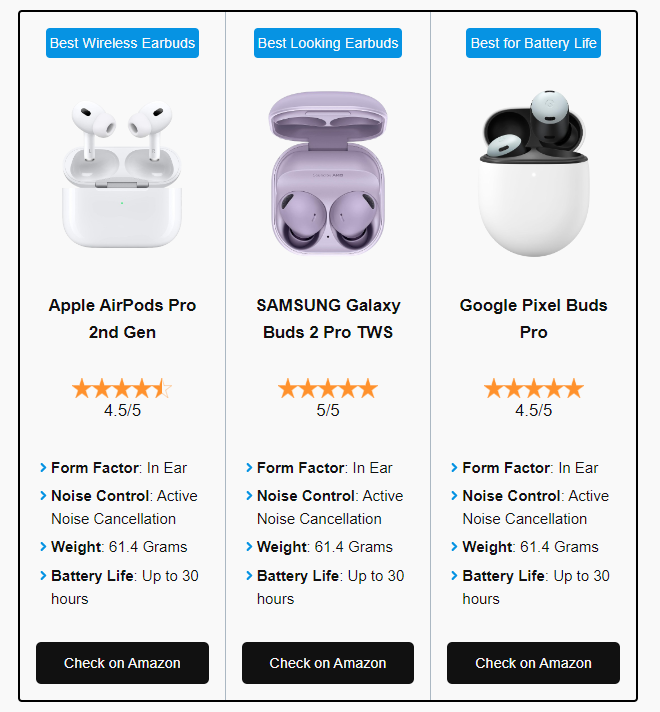 Best Wireless Earbuds
Apple AirPods Pro
2nd Gen
4.5/5
Form Factor: In Ear
Noise Control: Active
Noise Cancellation
Weight: 61.4 Grams
Battery Life: Up to 30
hours
Check on Amazon
Best Looking Earbuds
SAMSUNG Galaxy
Buds 2 Pro TWS
5/5
Form Factor: In Ear
Noise Control: Active
Noise Cancellation
Weight: 61.4 Grams
Battery Life: Up to 30
hours
Check on Amazon
Best for Battery Life
Google Pixel Buds
Pro
4.5/5
Form Factor: In Ear
Noise Control: Active
Noise Cancellation
Weight: 61.4 Grams
Battery Life: Up to 30
hours
Check on Amazon